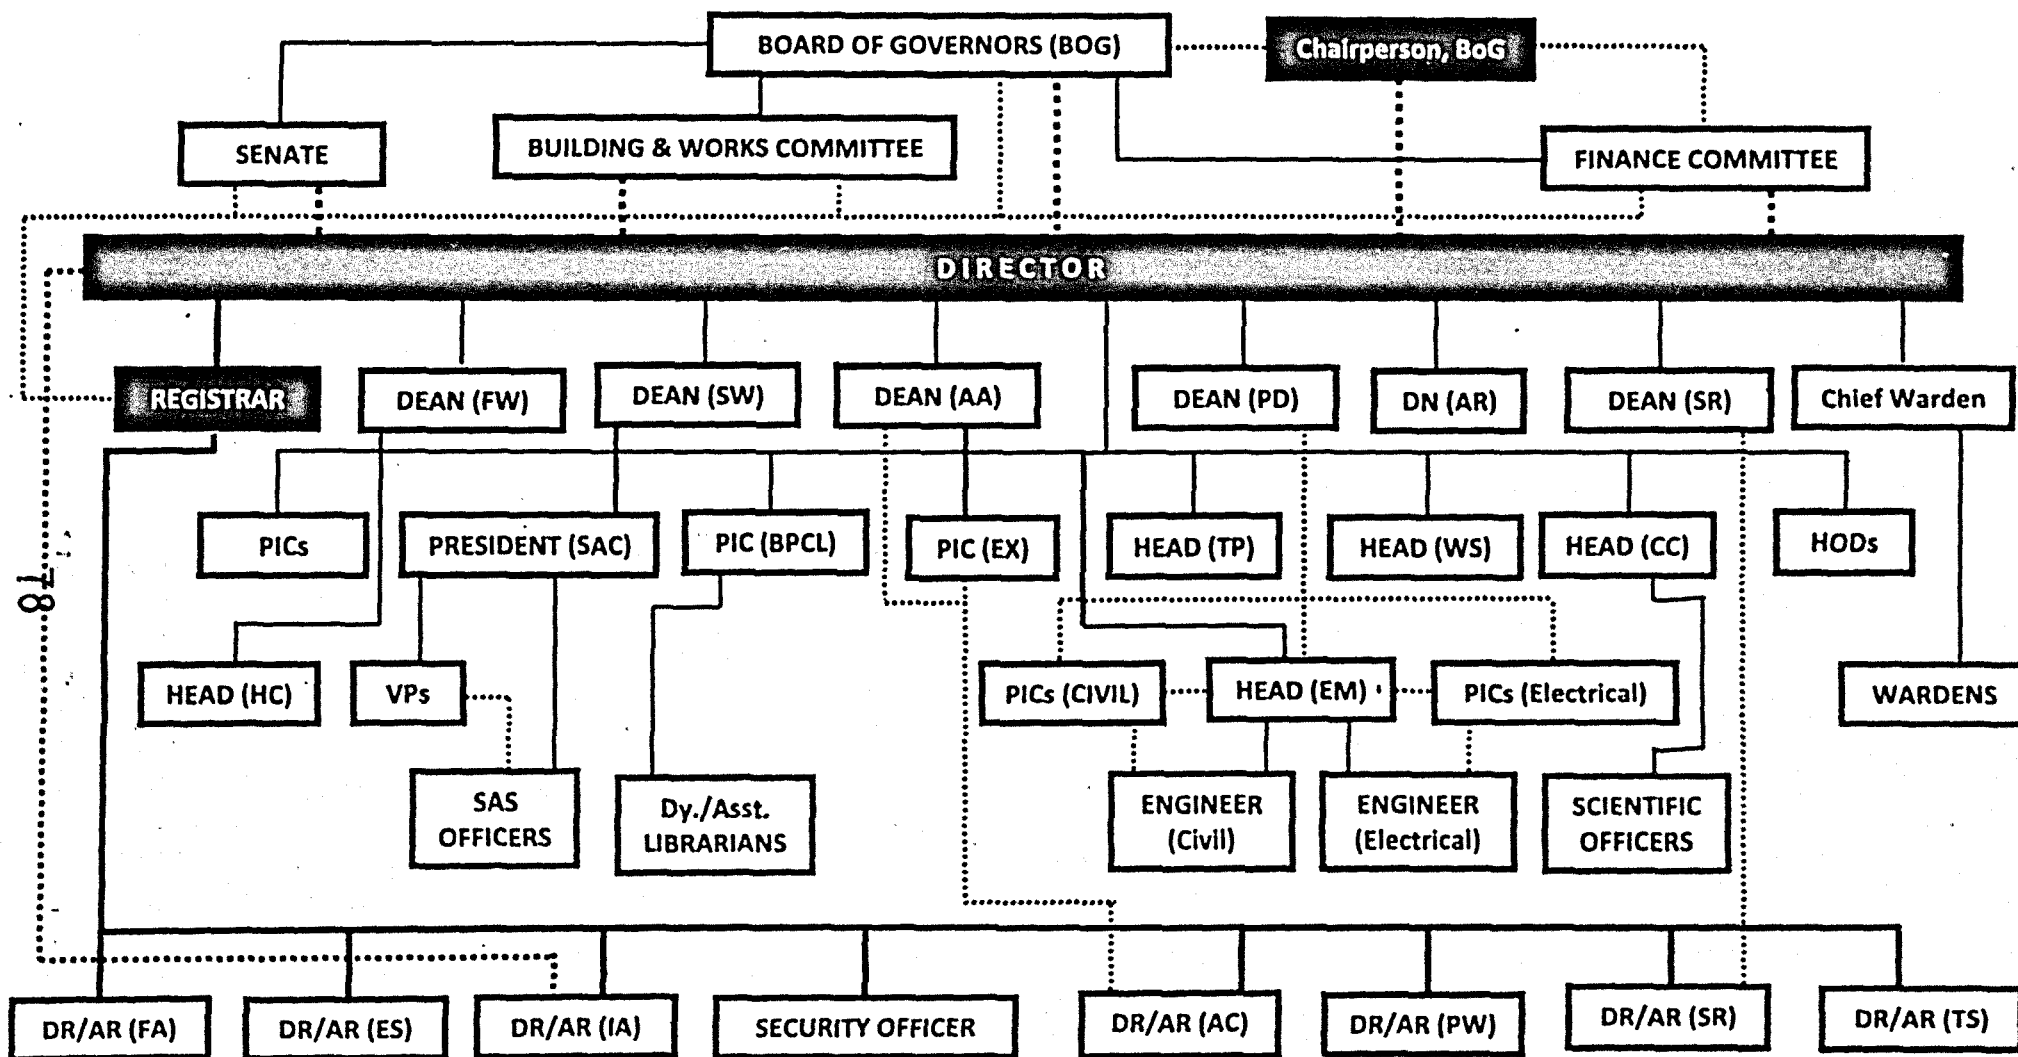 BOARD OF GOVERNORS (BOG)
Chairperson, BoG
SENATE
BUILDING & WORKS COMMITTEE
FINANCE COMMITTEE
DIRECTOR
REGISTRAR
DEAN (FW)
DEAN (SW)
DEAN (AA)
DEAN (PD)
DN (AR)
DEAN (SR)
Chief Warden
PICs
PRESIDENT (SAC)
PIC (BPCL)
PIC (EX)
HEAD (TP)
HEAD (WS)
HEAD (CC)
HODs
78
HEAD (HC)
VPs
PICs (CIVIL)
HEAD (EM)
PICs (Electrical)
WARDENS
SAS
OFFICERS
Dy./Asst.
LIBRARIANS
ENGINEER
(Civil)
ENGINEER
(Electrical)
SCIENTIFIC
OFFICERS
DR/AR (FA)
DR/AR (ES)
DR/AR (IA)
SECURITY OFFICER
DR/AR (AC)
DR/AR (PW)
DR/AR (SR)
DR/AR (TS)